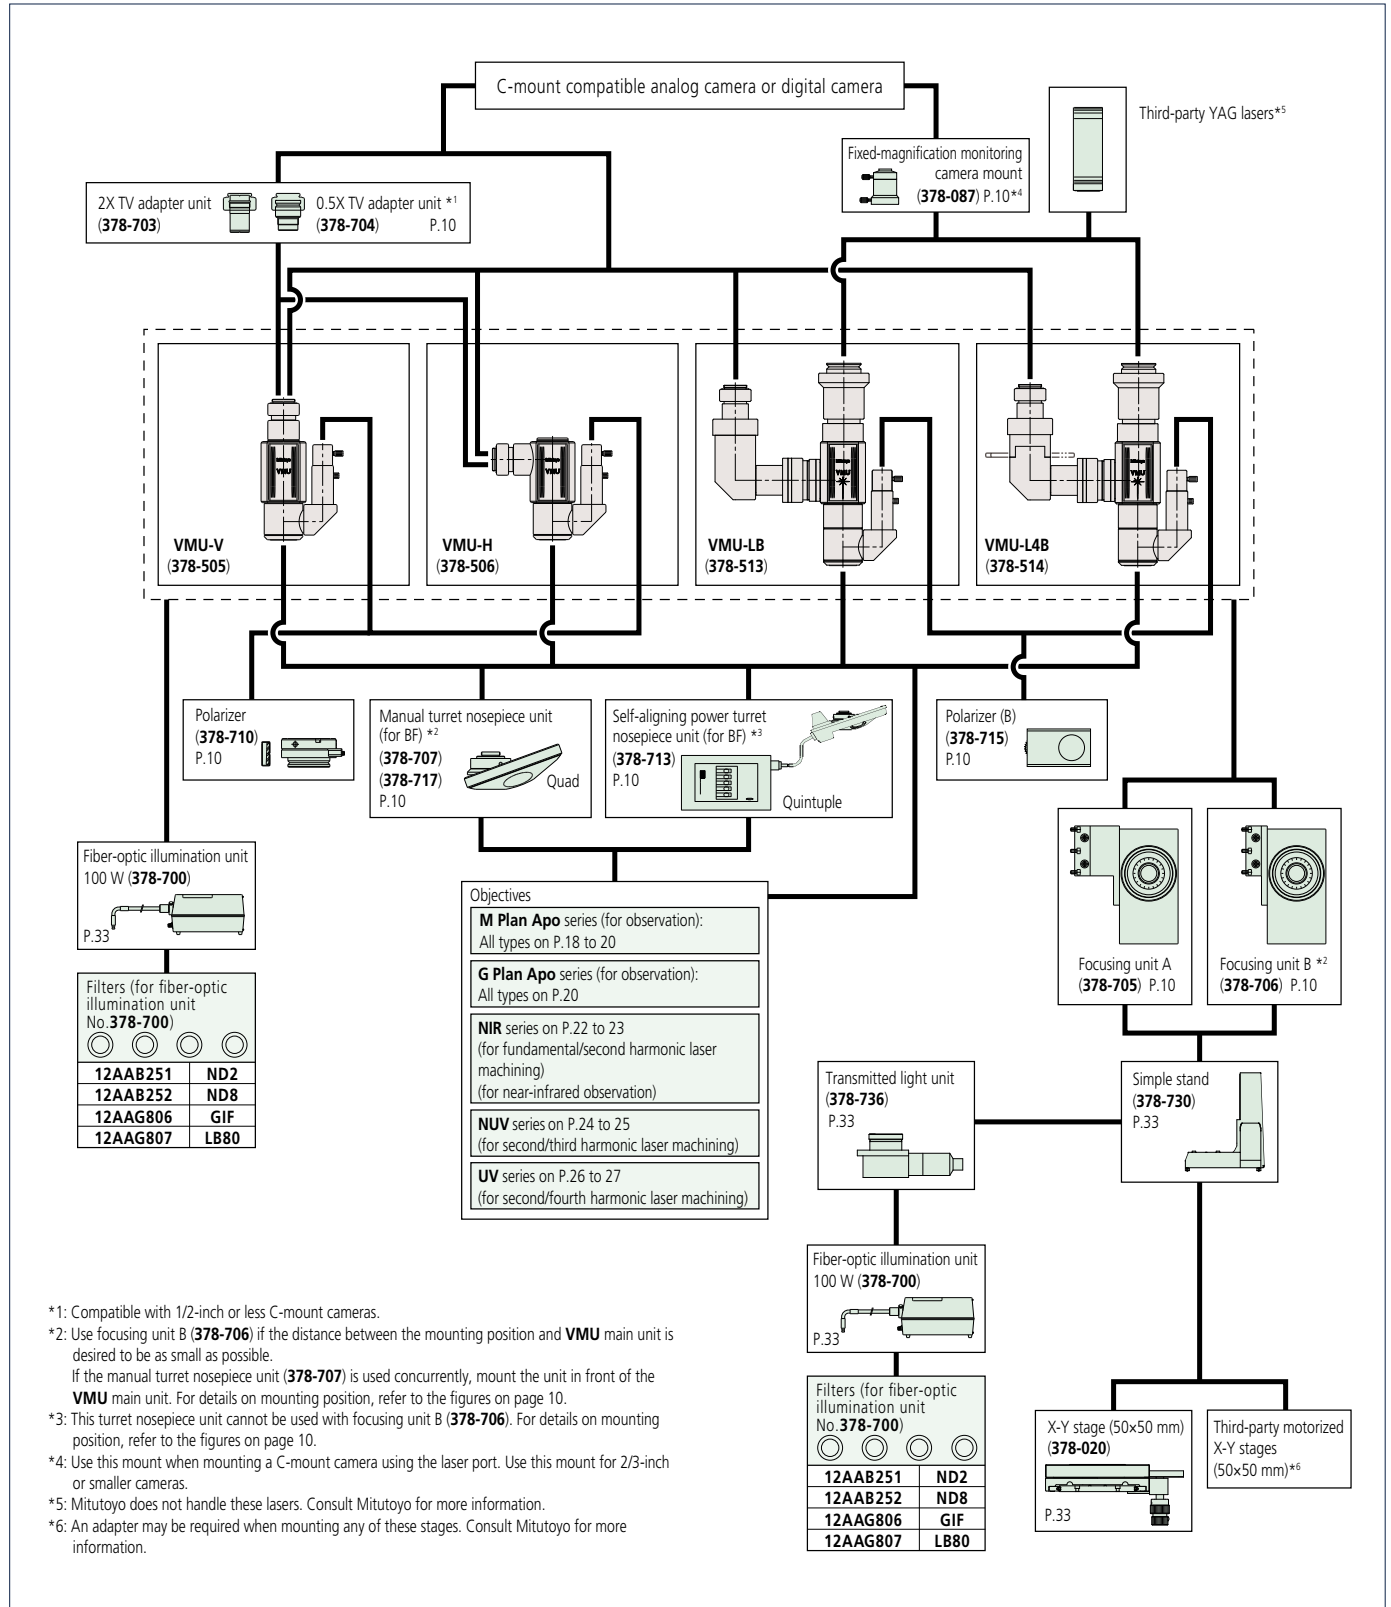 C-mount compatible analog camera or digital camera
Third-party YAG lasers*5
Fixed-magnification monitoring
camera mount
(378-087) P.10*4
2X TV adapter unit
(378-703)
0.5X TV adapter unit *1
(378-704) P.10
VMU-V
(378-505)
VMU-H
(378-506)
VMU-LB
(378-513)
VMU-L4B
(378-514)
VMU
VMU
VMU
VMU
Polarizer
(378-710)
P.10
Manual turret nosepiece unit
(for BF) *2
(378-707)
(378-717)
P.10
Quad
Self-aligning power turret
nosepiece unit (for BF) *3
(378-713)
P.10
Quintuple
Polarizer (B)
(378-715)
P.10
Fiber-optic illumination unit
100 W (378-700)
P.33
Filters (for fiber-optic
illumination unit
No.378-700)
12AAB251 ND2
12AAB252 ND8
12AAG806 GIF
12AAG807 LB80
Objectives
M Plan Apo series (for observation):
All types on P.18 to 20
G Plan Apo series (for observation):
All types on P.20
NIR series on P.22 to 23
(for fundamental/second harmonic laser
machining)
(for near-infrared observation)
NUV series on P.24 to 25
(for second/third harmonic laser machining)
UV series on P.26 to 27
(for second/fourth harmonic laser machining)
Focusing unit A
(378-705) P.10
Focusing unit B *2
(378-706) P.10
Transmitted light unit
(378-736)
P.33
Simple stand
(378-730)
P.33
Fiber-optic illumination unit
100 W (378-700)
P.33
Filters (for fiber-optic
illumination unit
No.378-700)
12AAB251 ND2
12AAB252 ND8
12AAG806 GIF
12AAG807 LB80
X-Y stage (50×50 mm)
(378-020)
P.33
Third-party motorized
X-Y stages
(50×50 mm)*6
*1: Compatible with 1/2-inch or less C-mount cameras.
*2: Use focusing unit B (378-706) if the distance between the mounting position and VMU main unit is
desired to be as small as possible.
If the manual turret nosepiece unit (378-707) is used concurrently, mount the unit in front of the
VMU main unit. For details on mounting position, refer to the figures on page 10.
*3: This turret nosepiece unit cannot be used with focusing unit B (378-706). For details on mounting
position, refer to the figures on page 10.
*4: Use this mount when mounting a C-mount camera using the laser port. Use this mount for 2/3-inch
or smaller cameras.
*5: Mitutoyo does not handle these lasers. Consult Mitutoyo for more information.
*6: An adapter may be required when mounting any of these stages. Consult Mitutoyo for more
information.